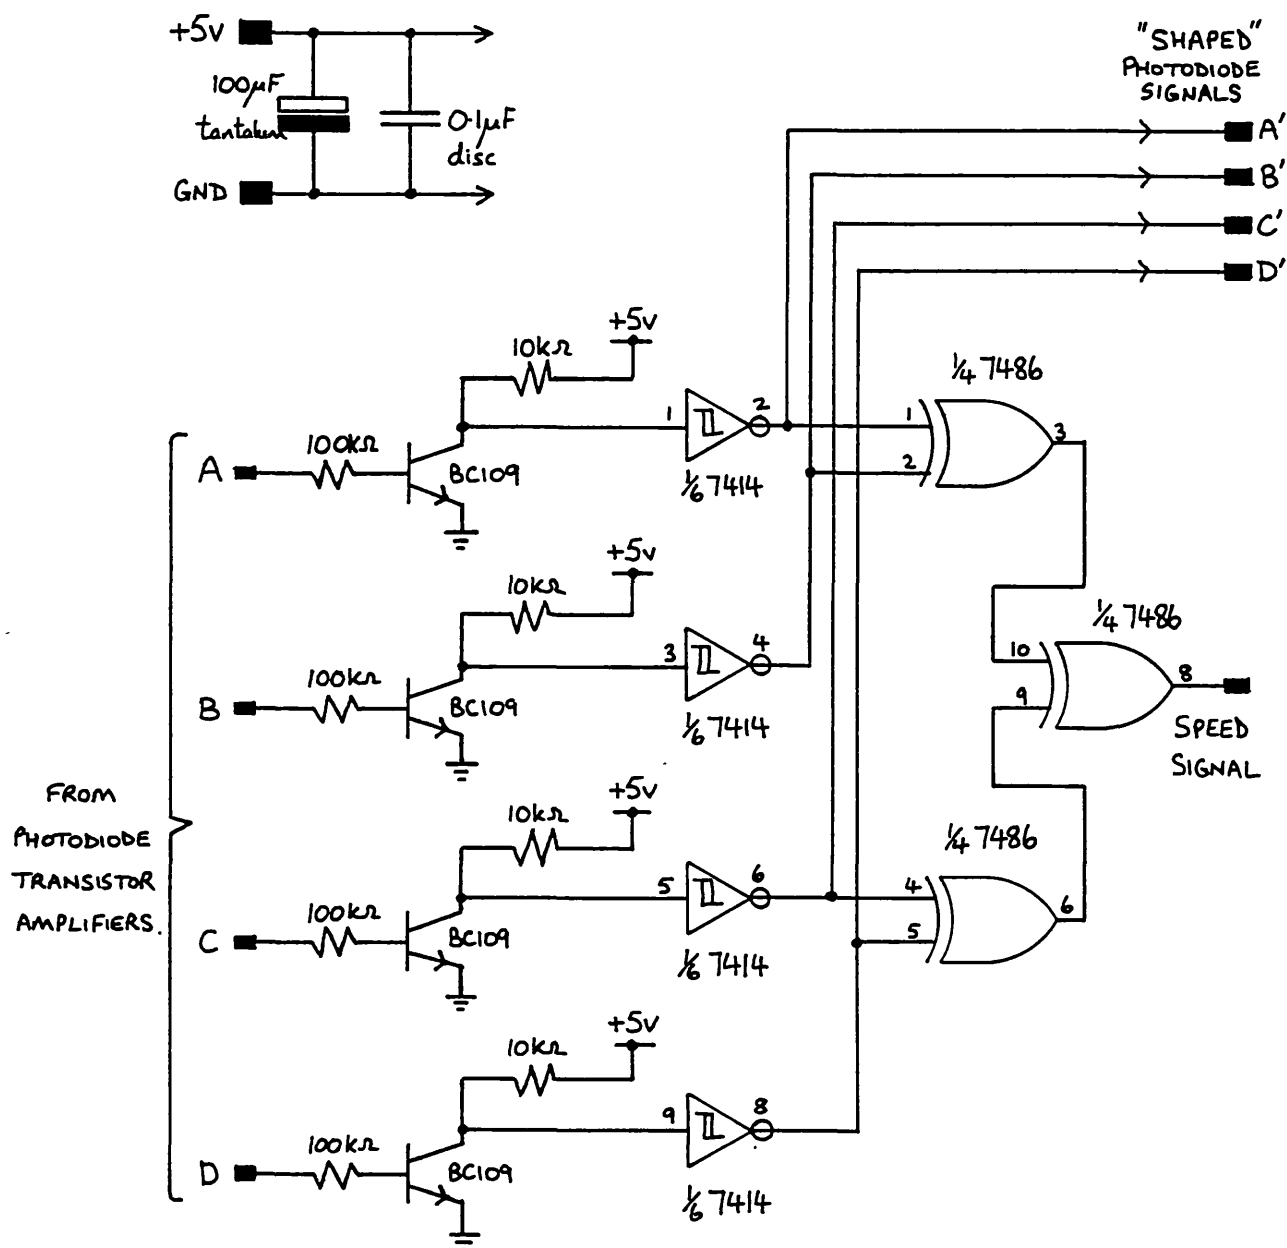 +5v
100µF
tantalum
0.1µF
disc
GND
"SHAPED"
PHOTODIODE
SIGNALS
A'
B'
C'
D'
+5v
10kΩ
100kΩ
A
BC109
1
2
1/6 7414
1/4 7486
1
2
3
+5v
10kΩ
100kΩ
B
BC109
3
4
1/6 7414
1/4 7486
10
9
8
SPEED
SIGNAL
FROM
PHOTODIODE
TRANSISTOR
AMPLIFIERS.
+5v
10kΩ
100kΩ
C
BC109
5
6
1/6 7414
1/4 7486
4
5
6
+5v
10kΩ
100kΩ
D
BC109
9
8
1/6 7414